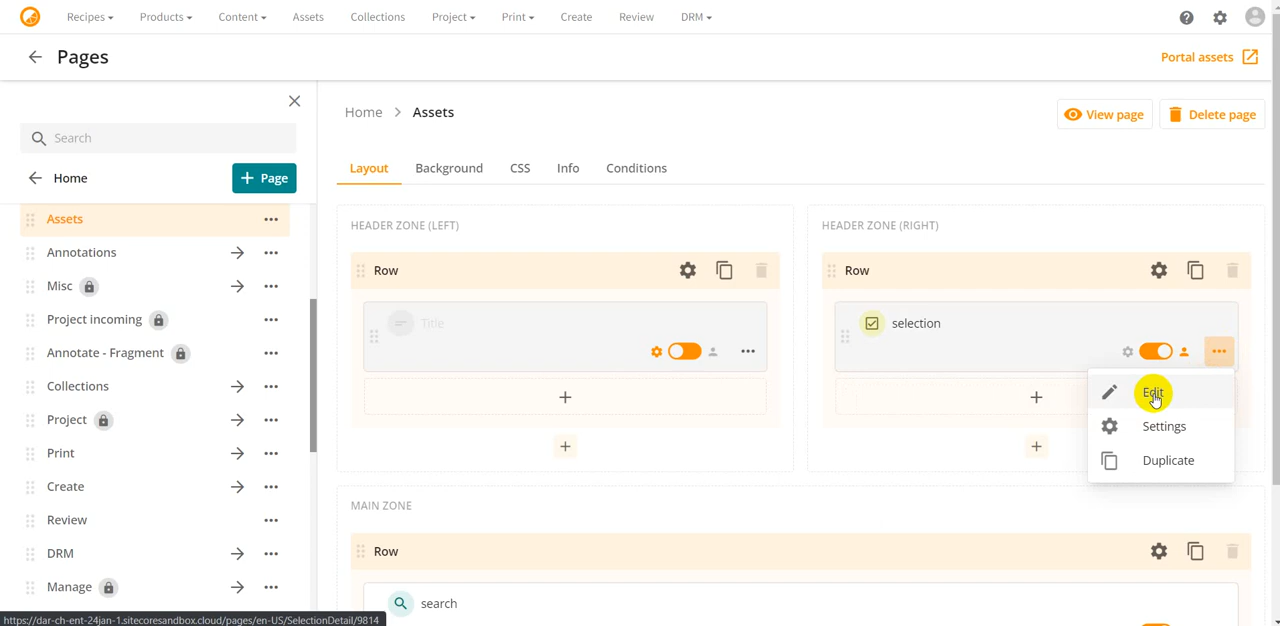 Recipes Products Content Assets Collections Project Print Create Review DRM
Pages
Portal assets
Search
Home
Page
Assets
Annotations
Misc
Project incoming
Annotate - Fragment
Collections
Project
Print
Create
Review
DRM
Manage
Home > Assets
View page
Delete page
Layout Background CSS Info Conditions
HEADER ZONE (LEFT)
Row
Title
HEADER ZONE (RIGHT)
Row
selection
Edit
Settings
Duplicate
MAIN ZONE
Row
search
https://dar-ch-ent-24jan-1.sitecoresandbox.cloud/pages/en-US/SelectionDetail/9814